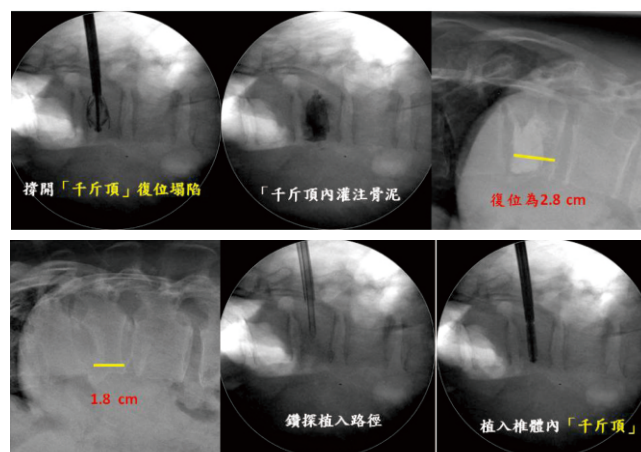 撐開「千斤頂」復位塌陷
「千斤頂內灌注骨泥
復位為2.8 cm
1.8 cm
鑽探植入路徑
植入椎體內「千斤頂」